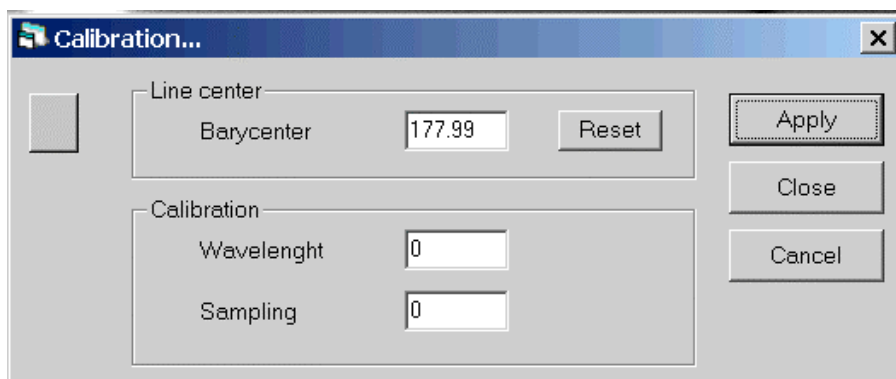 Calibration...
Line center
Barycenter 177.99 Reset
Calibration
Wavelenght 0
Sampling 0
Apply
Close
Cancel